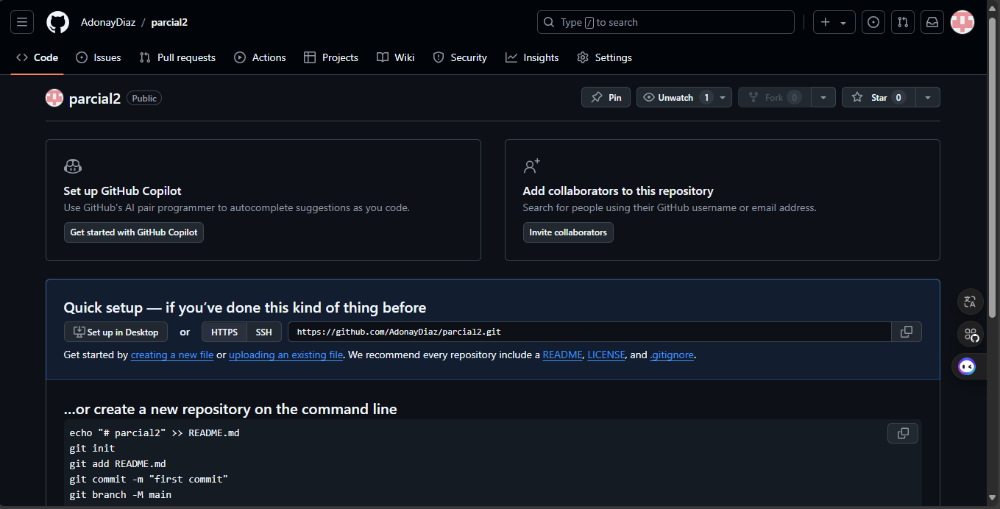 AdonayDiaz / parcial2
Type / to search
Code Issues Pull requests Actions Projects Wiki Security Insights Settings
parcial2 Public
Pin Unwatch 1 Fork 0 Star 0
Set up GitHub Copilot
Use GitHub's AI pair programmer to autocomplete suggestions as you code.
Get started with GitHub Copilot
Add collaborators to this repository
Search for people using their GitHub username or email address.
Invite collaborators
Quick setup — if you’ve done this kind of thing before
Set up in Desktop or HTTPS SSH https://github.com/AdonayDiaz/parcial2.git
Get started by creating a new file or uploading an existing file. We recommend every repository include a README, LICENSE, and .gitignore.
…or create a new repository on the command line
echo "# parcial2" >> README.md
git init
git add README.md
git commit -m "first commit"
git branch -M main